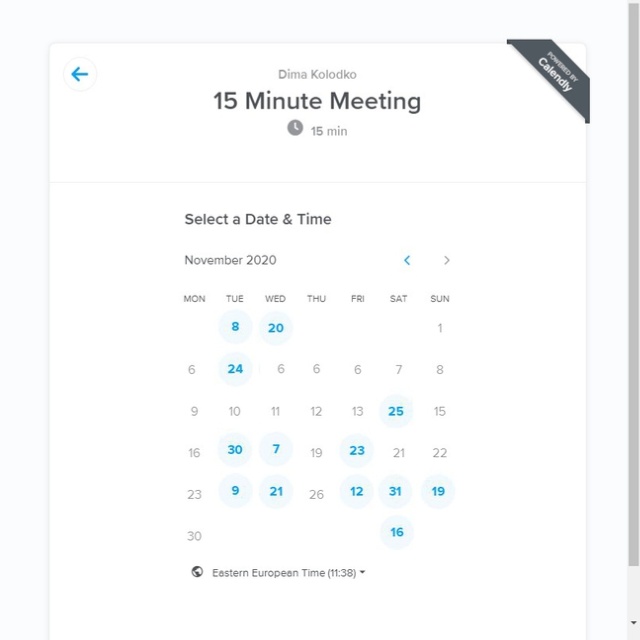 POWERED BY
Calendly
Dima Kolodko
15 Minute Meeting
15 min
Select a Date & Time
November 2020
MON TUE WED THU FRI SAT SUN
8 20 1
6 24 6 6 6 7 8
9 10 11 12 13 25 15
16 30 7 19 23 21 22
23 9 21 26 12 31 19
30 16
Eastern European Time (11:38)